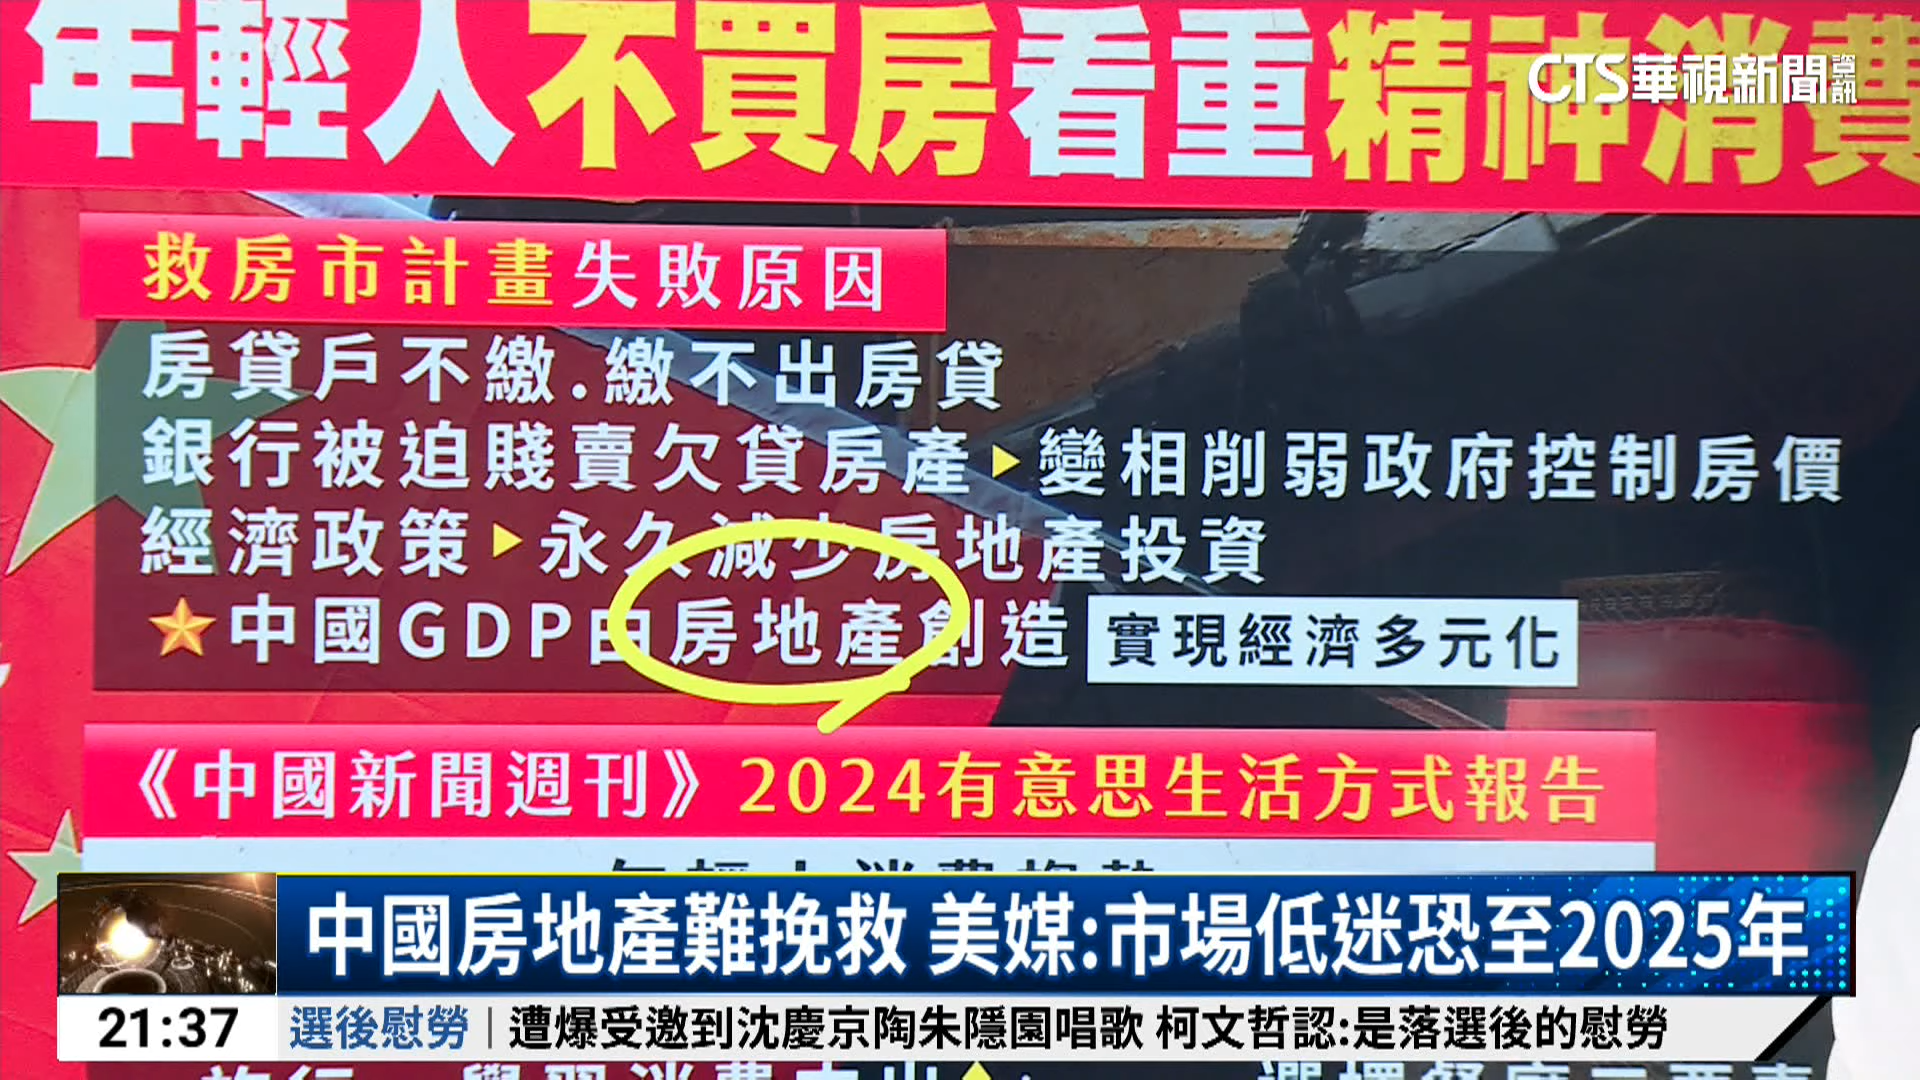 年輕人不買房看重精神消費
CTS華視新聞資訊
救房市計畫失敗原因
房貸戶不繳.繳不出房貸
銀行被迫賤賣欠貸房產▶變相削弱政府控制房價
經濟政策▶永久減少房地產投資
★中國GDP由房地產創造 實現經濟多元化
《中國新聞週刊》2024有意思生活方式報告
年輕人消費趨勢
中國房地產難挽救 美媒:市場低迷恐至2025年
21:37 選後慰勞 遭爆受邀到沈慶京陶朱隱園唱歌 柯文哲認:是落選後的慰勞